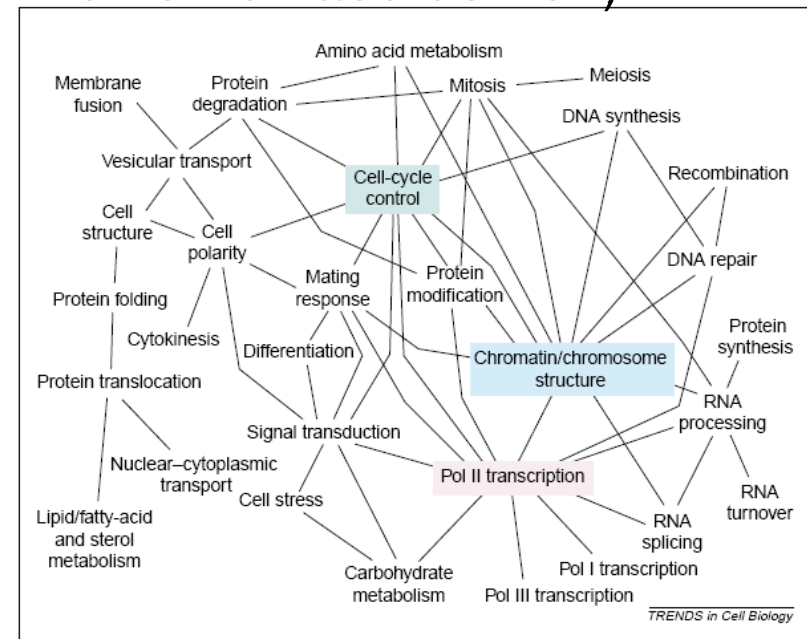 Amino acid metabolism
Membrane
fusion
Protein
degradation
Mitosis
Meiosis
DNA synthesis
Vesicular transport
Cell-cycle
control
Recombination
Cell
structure
Cell
polarity
DNA repair
Mating
response
Protein
modification
Protein folding
Cytokinesis
Differentiation
Chromatin/chromosome
structure
Protein
synthesis
Protein translocation
RNA
processing
Signal transduction
Nuclear–cytoplasmic
transport
Pol II transcription
Cell stress
RNA
turnover
Lipid/fatty-acid
and sterol
metabolism
RNA
splicing
Carbohydrate
metabolism
Pol I transcription
Pol III transcription
TRENDS in Cell Biology